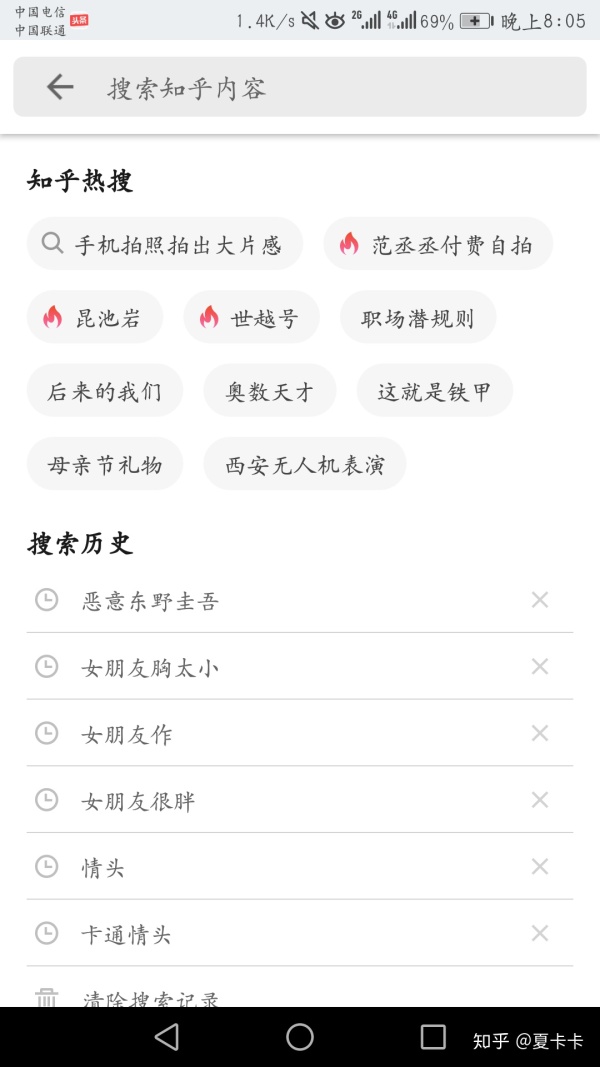 中国电信 头条
中国联通
1.4K/s 2G 4G 69% 晚上8:05
搜索知乎内容
知乎热搜
手机拍照拍出大片感 范丞丞付费自拍
昆池岩 世越号 职场潜规则
后来的我们 奥数天才 这就是铁甲
母亲节礼物 西安无人机表演
搜索历史
恶意东野圭吾
女朋友胸太小
女朋友作
女朋友很胖
情头
卡通情头
清除搜索记录
知乎 @夏卡卡